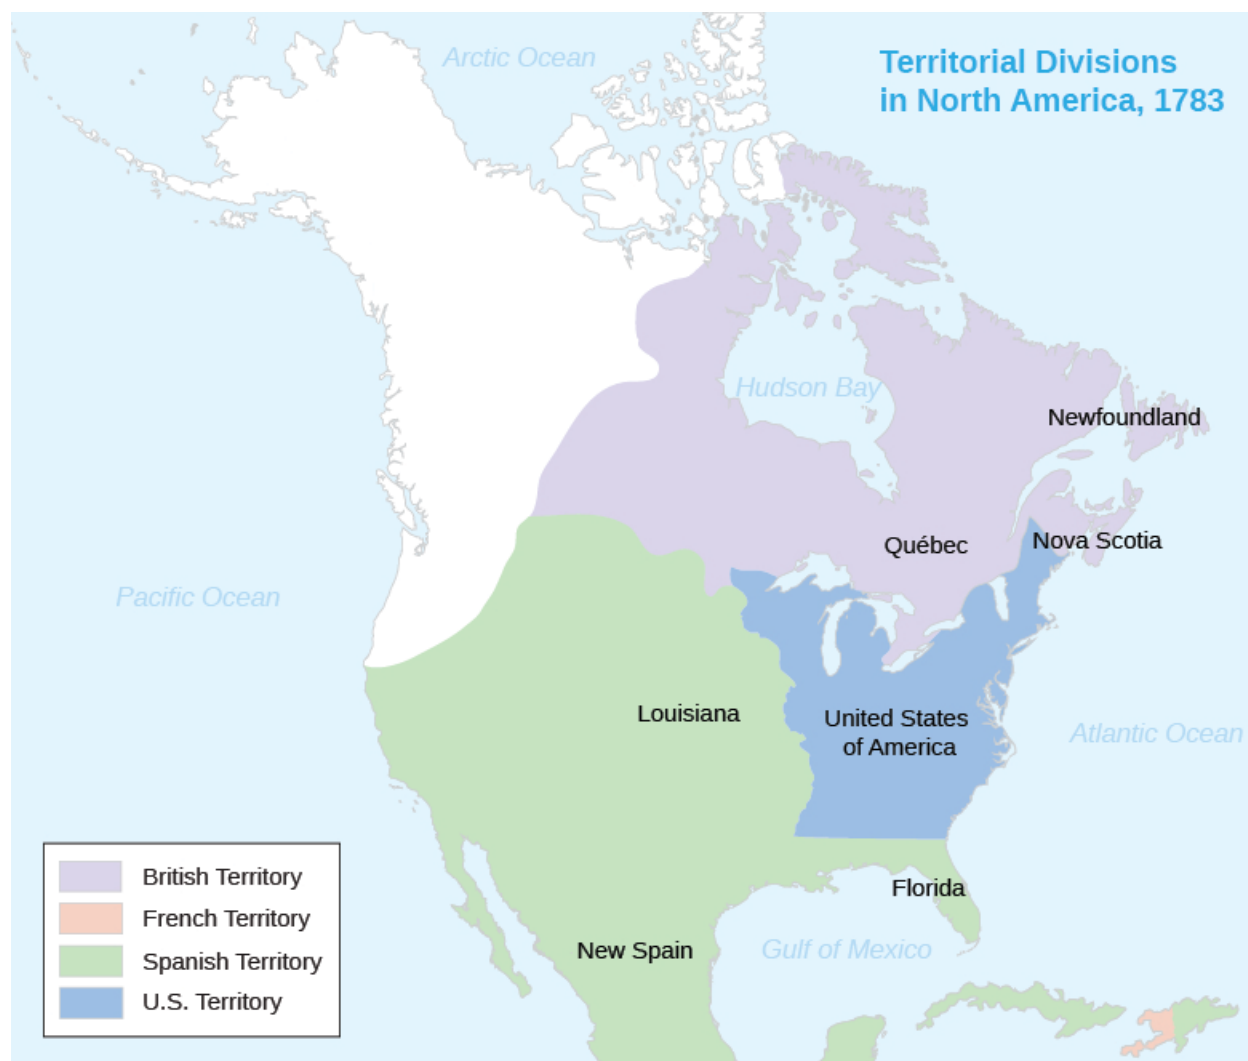 Arctic Ocean
Territorial Divisions
in North America, 1783
Hudson Bay
Newfoundland
Québec
Nova Scotia
Pacific Ocean
Louisiana
United States
of America
Atlantic Ocean
Florida
New Spain
Gulf of Mexico
British Territory
French Territory
Spanish Territory
U.S. Territory